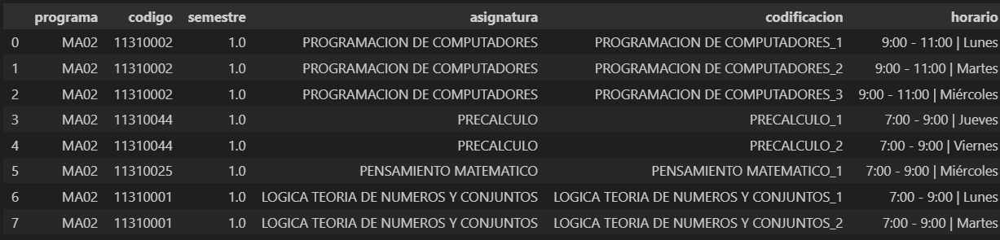 programa codigo semestre asignatura codificacion horario
0 MA02 11310002 1.0 PROGRAMACION DE COMPUTADORES PROGRAMACION DE COMPUTADORES_1 9:00 - 11:00 | Lunes
1 MA02 11310002 1.0 PROGRAMACION DE COMPUTADORES PROGRAMACION DE COMPUTADORES_2 9:00 - 11:00 | Martes
2 MA02 11310002 1.0 PROGRAMACION DE COMPUTADORES PROGRAMACION DE COMPUTADORES_3 9:00 - 11:00 | Miércoles
3 MA02 11310044 1.0 PRECALCULO PRECALCULO_1 7:00 - 9:00 | Jueves
4 MA02 11310044 1.0 PRECALCULO PRECALCULO_2 7:00 - 9:00 | Viernes
5 MA02 11310025 1.0 PENSAMIENTO MATEMATICO PENSAMIENTO MATEMATICO_1 7:00 - 9:00 | Miércoles
6 MA02 11310001 1.0 LOGICA TEORIA DE NUMEROS Y CONJUNTOS LOGICA TEORIA DE NUMEROS Y CONJUNTOS_1 7:00 - 9:00 | Lunes
7 MA02 11310001 1.0 LOGICA TEORIA DE NUMEROS Y CONJUNTOS LOGICA TEORIA DE NUMEROS Y CONJUNTOS_2 7:00 - 9:00 | Martes